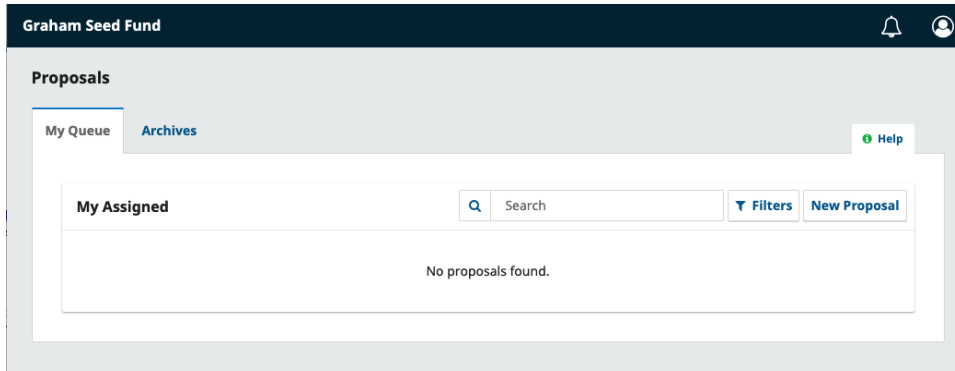 Graham Seed Fund
Proposals
My Queue Archives
Help
My Assigned Search Filters New Proposal
No proposals found.